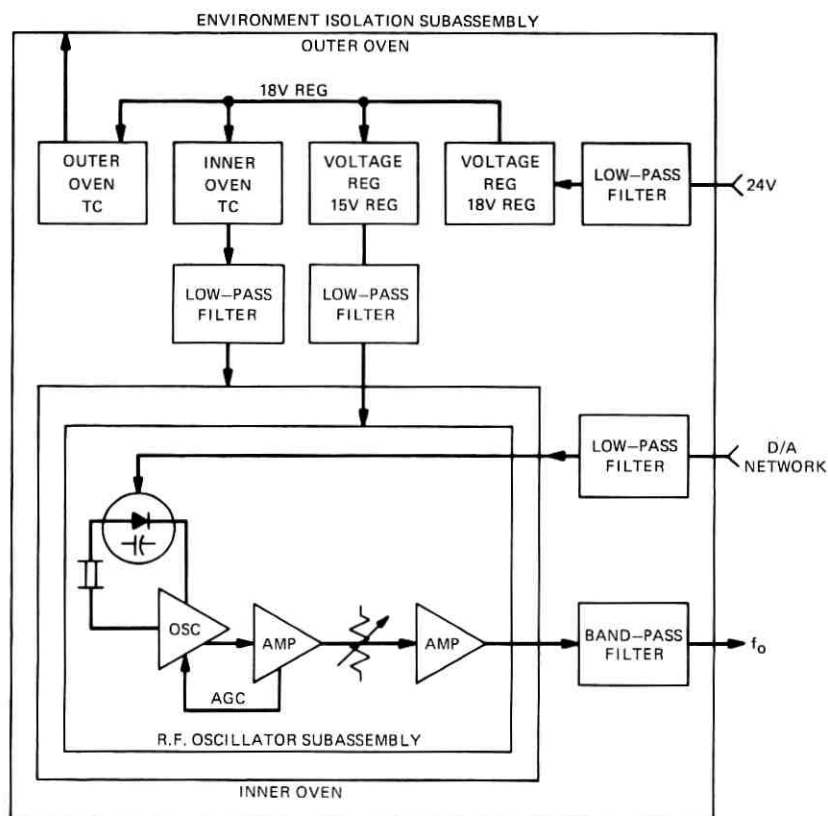 ENVIRONMENT ISOLATION SUBASSEMBLY
OUTER OVEN
18V REG
OUTER
OVEN
TC
INNER
OVEN
TC
VOLTAGE
REG
15V REG
VOLTAGE
REG
18V REG
LOW–PASS
FILTER
24V
LOW–PASS
FILTER
LOW–PASS
FILTER
LOW–PASS
FILTER
D/A
NETWORK
OSC
AMP
AMP
BAND–PASS
FILTER
fo
AGC
R.F. OSCILLATOR SUBASSEMBLY
INNER OVEN